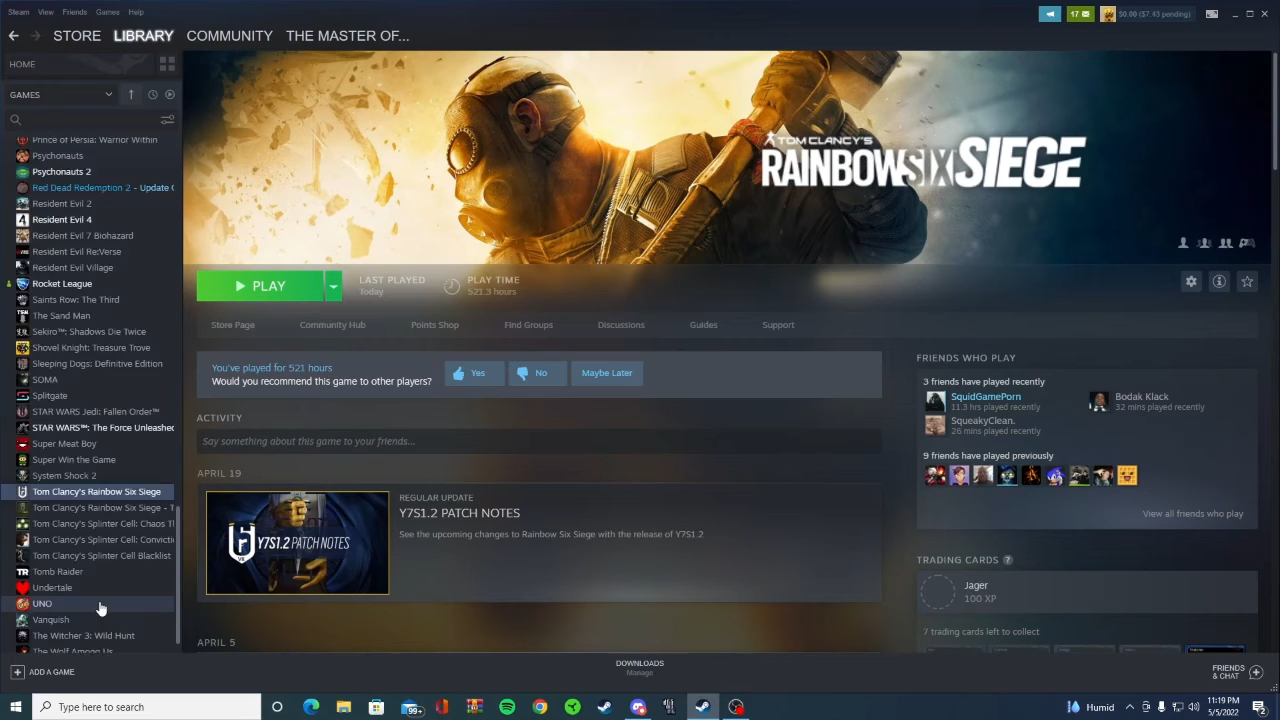 Steam View Friends Games Help
17
$0.00 ($7.43 pending)
STORE LIBRARY COMMUNITY THE MASTER OF...
HOME
GAMES
Prince of Persia: Warrior Within
Psychonauts
Psychonauts 2
Red Dead Redemption 2 - Update
Resident Evil 2
Resident Evil 4
Resident Evil 7 Biohazard
Resident Evil Re:Verse
Resident Evil Village
Rocket League
Saints Row: The Third
The Sand Man
Sekiro™: Shadows Die Twice
Shovel Knight: Treasure Trove
Sleeping Dogs: Definitive Edition
SOMA
Splitgate
STAR WARS Jedi: Fallen Order™
STAR WARS™: The Force Unleashed
Super Meat Boy
Super Win the Game
System Shock 2
Tom Clancy's Rainbow Six Siege
Tom Clancy's Rainbow Six Siege - T
Tom Clancy's Splinter Cell: Chaos T
Tom Clancy's Splinter Cell: Convicti
Tom Clancy's Splinter Cell Blacklist
Tomb Raider
Undertale
UNO
Vanquish
The Witcher 3: Wild Hunt
The Wolf Among Us
ADD A GAME
TOM CLANCY'S
RAINBOW SIX SIEGE
PLAY
LAST PLAYED
Today
PLAY TIME
521.3 hours
Store Page Community Hub Points Shop Find Groups Discussions Guides Support
You've played for 521 hours
Would you recommend this game to other players?
Yes No Maybe Later
ACTIVITY
Say something about this game to your friends...
APRIL 19
Y7S1.2 PATCH NOTES
REGULAR UPDATE
Y7S1.2 PATCH NOTES
See the upcoming changes to Rainbow Six Siege with the release of Y7S1.2
APRIL 5
FRIENDS WHO PLAY
3 friends have played recently
SquidGamePorn
11.3 hrs played recently
Bodak Klack
32 mins played recently
SqueakyClean.
26 mins played recently
9 friends have played previously
View all friends who play
TRADING CARDS ?
Jager
100 XP
7 trading cards left to collect
DOWNLOADS
Manage
FRIENDS
& CHAT
Type here to search
99+
Humid
11:19 PM
5/5/2022
2